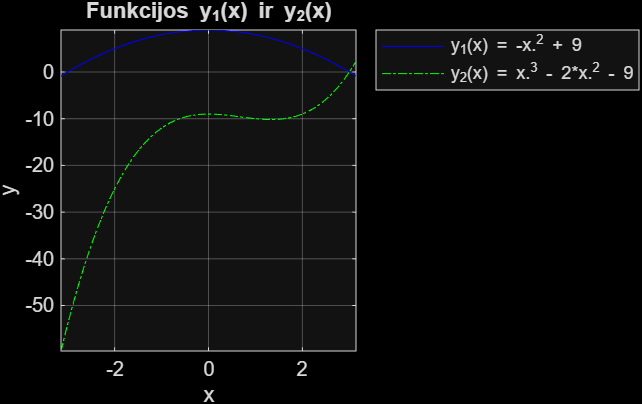 Funkcijos y₁(x) ir y₂(x)
y₁(x) = -x.² + 9
y₂(x) = x.³ - 2*x.² - 9
0
-10
-20
-30
-40
-50
y
-2 0 2
x